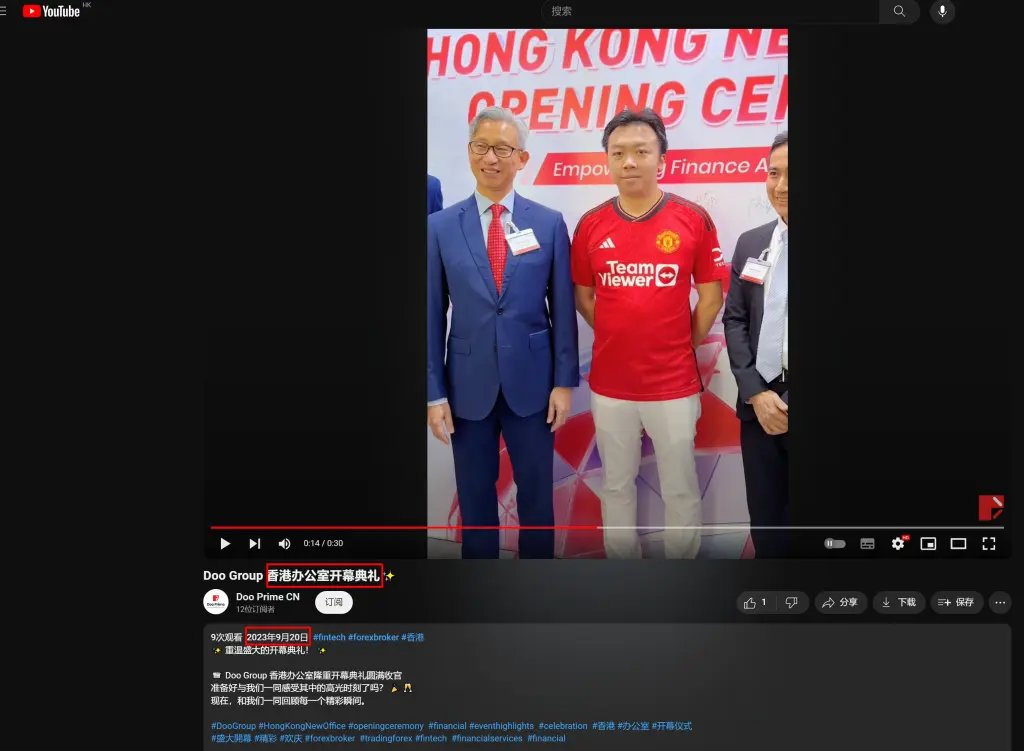 YouTube HK
搜索
HONG KONG NE
OPENING CEI
Finance A
Team
Viewer
0:14 / 0:30
HD
Doo Group 香港办公室开幕典礼✨
Doo Prime CN
12位订阅者
订阅
1
分享
下载
保存
9次观看 2023年9月20日 #fintech #forexbroker #香港
✨ 重温盛大的开幕典礼! ✨
Doo Group 香港办公室隆重开幕典礼圆满收官
准备好与我们一同感受其中的高光时刻了吗? 🎉 🥂
现在,和我们一同回顾每一个精彩瞬间。
#DooGroup #HongKongNewOffice #openingceremony #financial #eventhighlights #celebration #香港 #办公室 #开幕仪式
#盛大開幕 #精彩 #欢庆 #forexbroker #tradingforex #fintech #financialservices #financial